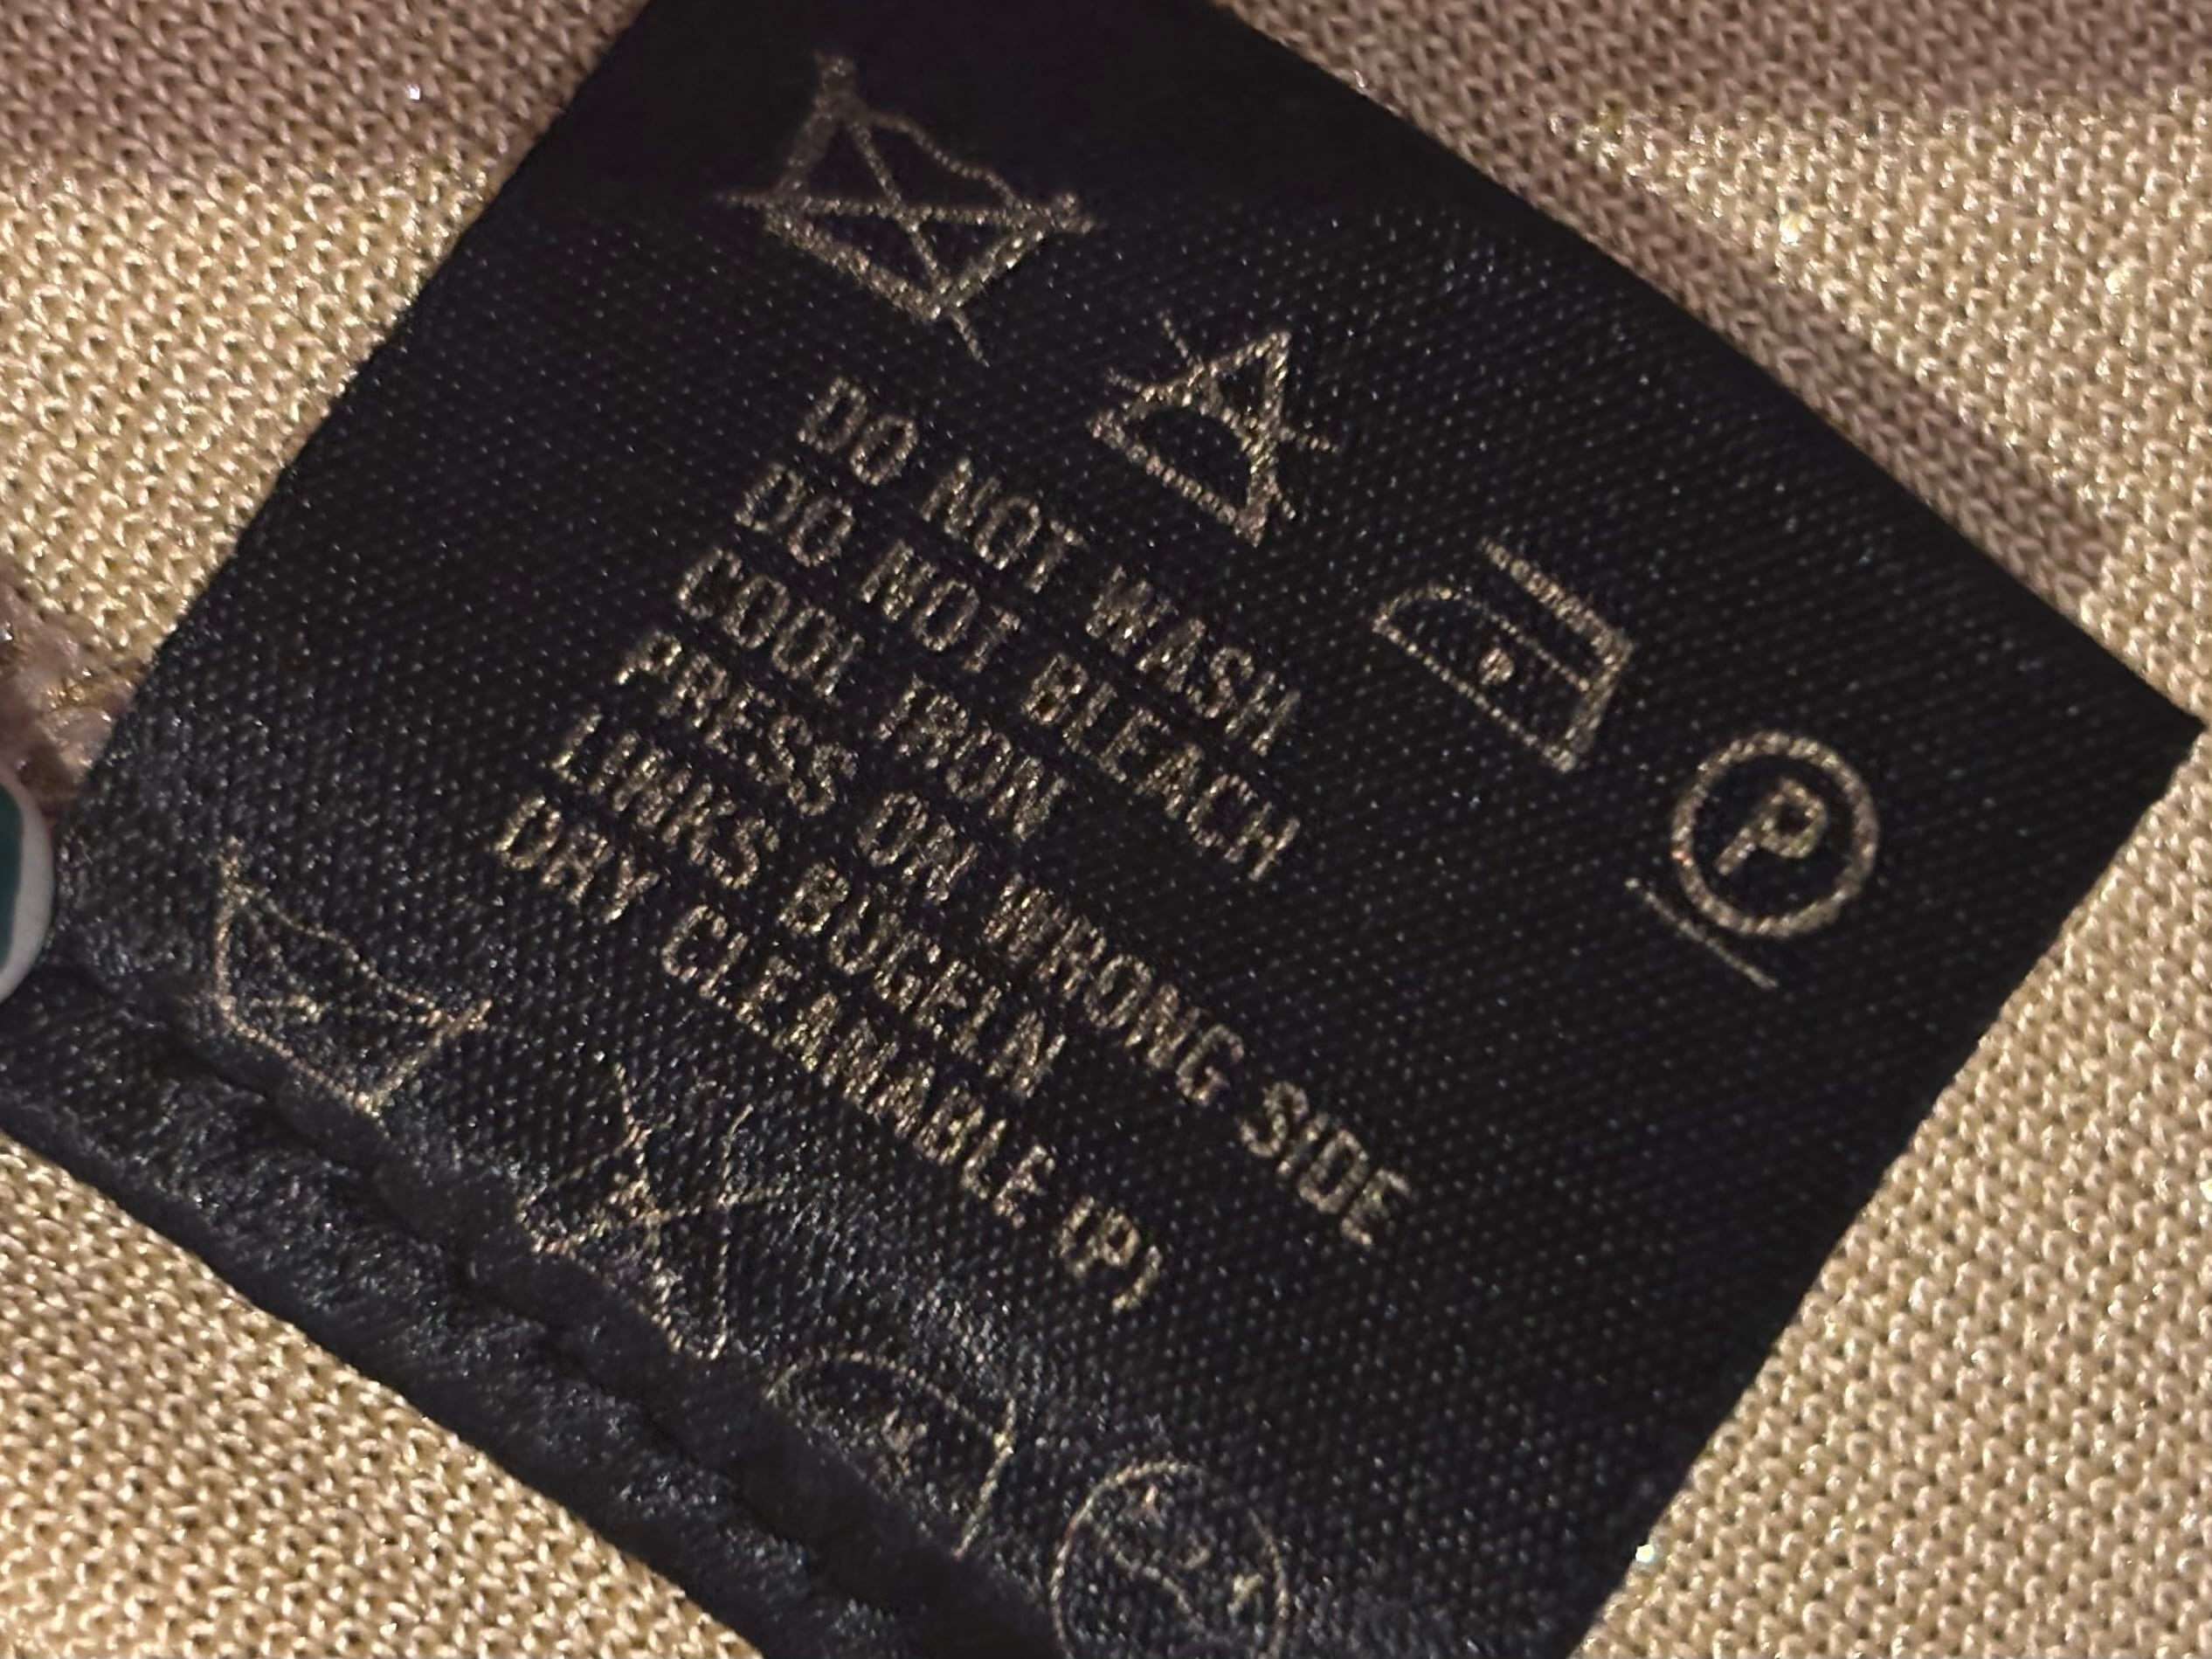 DO NOT WASH
DO NOT BLEACH
COOL IRON
PRESS ON WRONG SIDE
LINKS BÜGELN
DRY CLEANABLE (P)
P